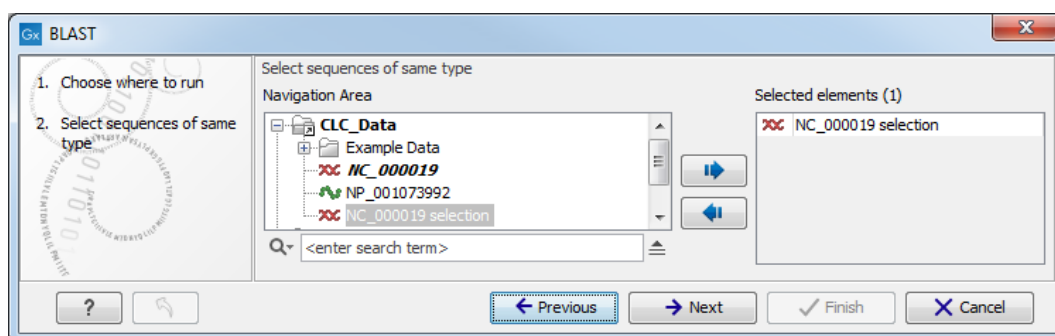 Gx BLAST
X
1. Choose where to run
2. Select sequences of same
type
Select sequences of same type
Navigation Area
CLC_Data
Example Data
NC_000019
NP_001073992
NC_000019 selection
<enter search term>
Selected elements (1)
NC_000019 selection
?
Previous
Next
Finish
Cancel